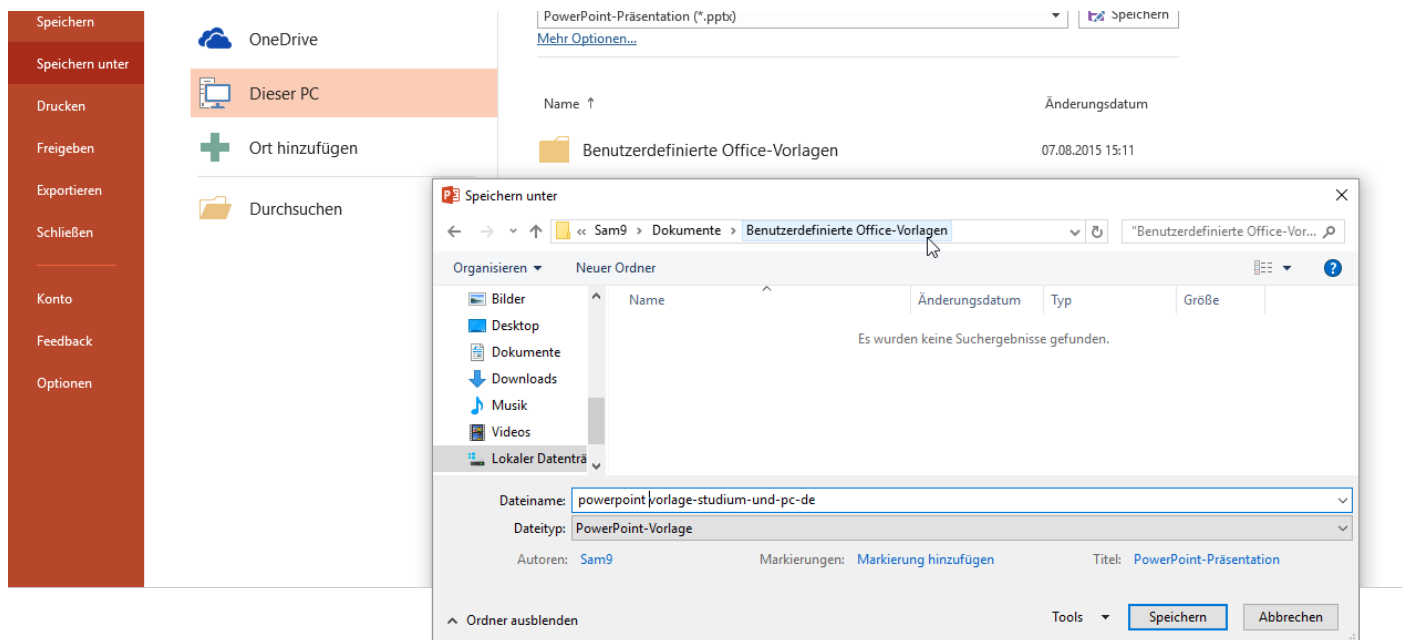 Speichern
Speichern unter
Drucken
Freigeben
Exportieren
Schließen
Konto
Feedback
Optionen
OneDrive
Dieser PC
Ort hinzufügen
Durchsuchen
PowerPoint-Präsentation (*.pptx)
Speichern
Mehr Optionen...
Name ↑ Änderungsdatum
Benutzerdefinierte Office-Vorlagen 07.08.2015 15:11
Speichern unter
« Sam9 › Dokumente › Benutzerdefinierte Office-Vorlagen
"Benutzerdefinierte Office-Vor...
Organisieren Neuer Ordner
Bilder
Desktop
Dokumente
Downloads
Musik
Videos
Lokaler Datenträ
Name Änderungsdatum Typ Größe
Es wurden keine Suchergebnisse gefunden.
Dateiname: powerpoint vorlage-studium-und-pc-de
Dateityp: PowerPoint-Vorlage
Autoren: Sam9 Markierungen: Markierung hinzufügen Titel: PowerPoint-Präsentation
Ordner ausblenden Tools Speichern Abbrechen